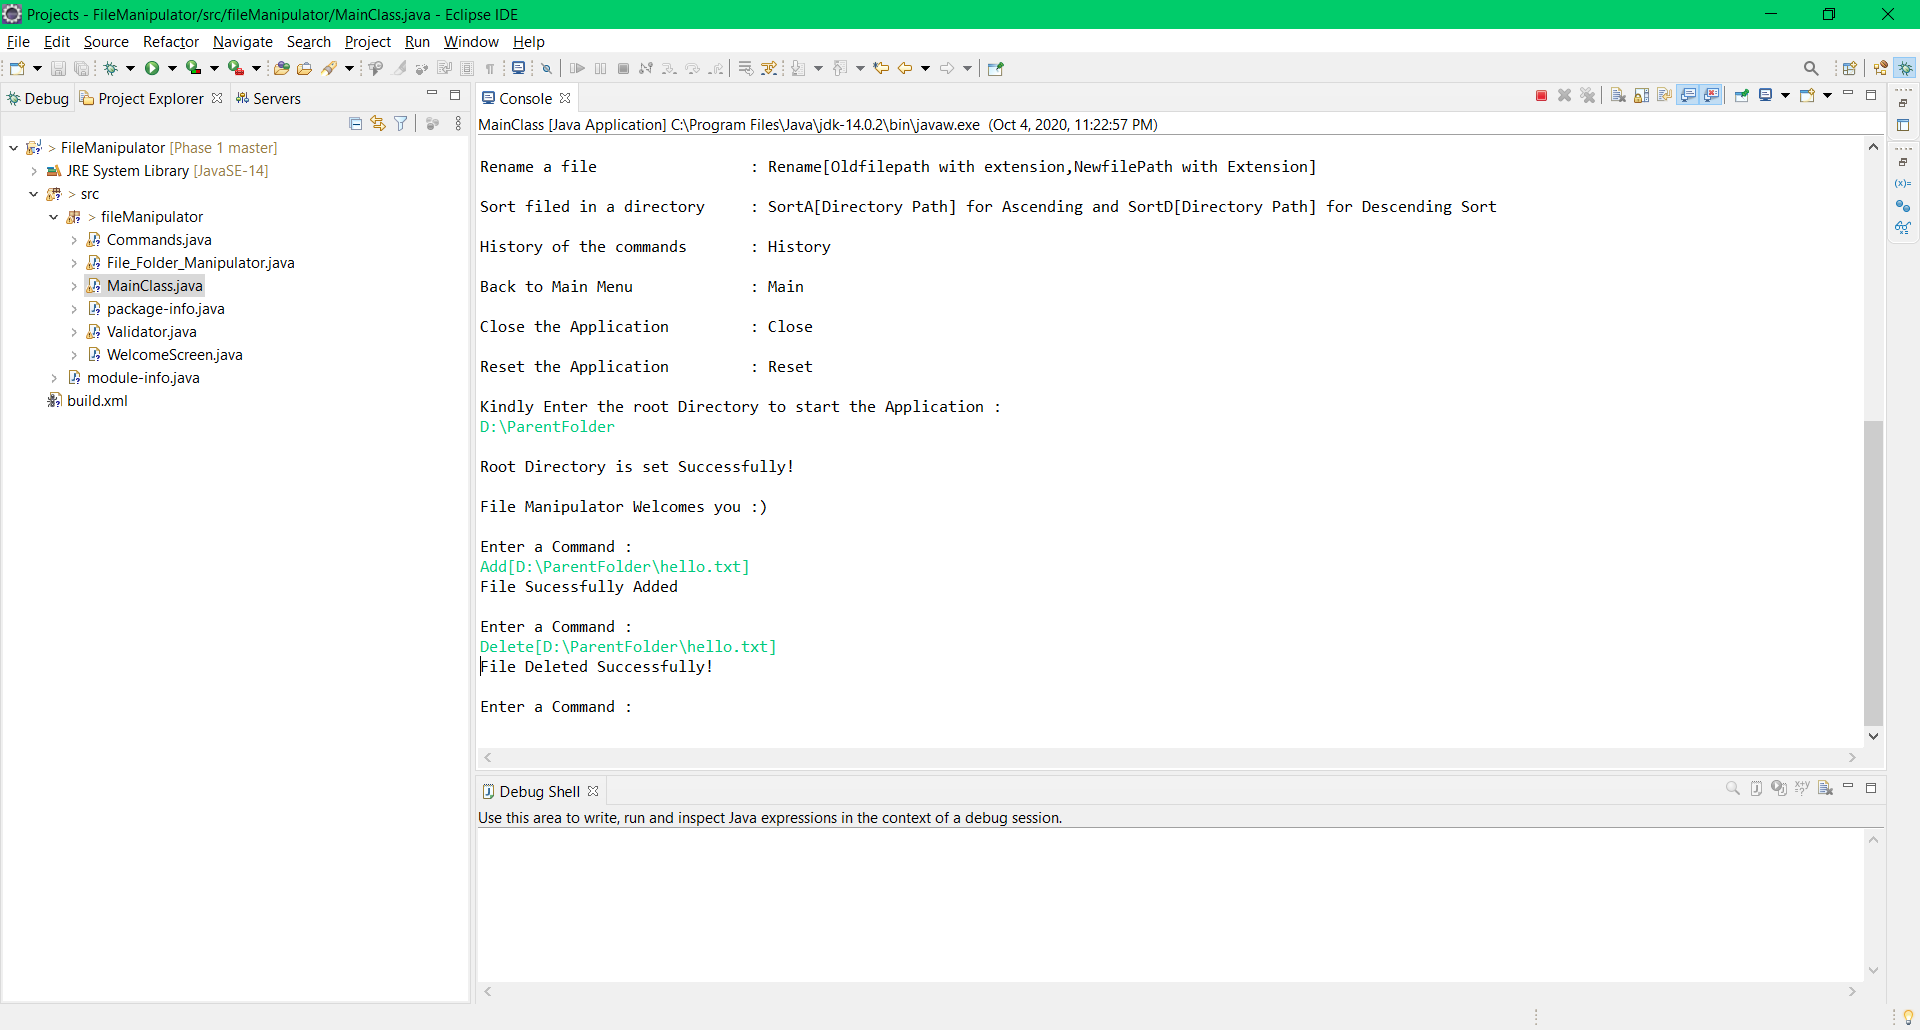 Projects - FileManipulator/src/fileManipulator/MainClass.java - Eclipse IDE
File Edit Source Refactor Navigate Search Project Run Window Help
Debug Project Explorer Servers
> FileManipulator [Phase 1 master]
JRE System Library [JavaSE-14]
> src
> fileManipulator
Commands.java
File_Folder_Manipulator.java
MainClass.java
package-info.java
Validator.java
WelcomeScreen.java
module-info.java
build.xml
Console
MainClass [Java Application] C:\Program Files\Java\jdk-14.0.2\bin\javaw.exe (Oct 4, 2020, 11:22:57 PM)
Rename a file : Rename[Oldfilepath with extension,NewfilePath with Extension]
Sort filed in a directory : SortA[Directory Path] for Ascending and SortD[Directory Path] for Descending Sort
History of the commands : History
Back to Main Menu : Main
Close the Application : Close
Reset the Application : Reset
Kindly Enter the root Directory to start the Application :
D:\ParentFolder
Root Directory is set Successfully!
File Manipulator Welcomes you :)
Enter a Command :
Add[D:\ParentFolder\hello.txt]
File Sucessfully Added
Enter a Command :
Delete[D:\ParentFolder\hello.txt]
File Deleted Successfully!
Enter a Command :
Debug Shell
Use this area to write, run and inspect Java expressions in the context of a debug session.
(x)=